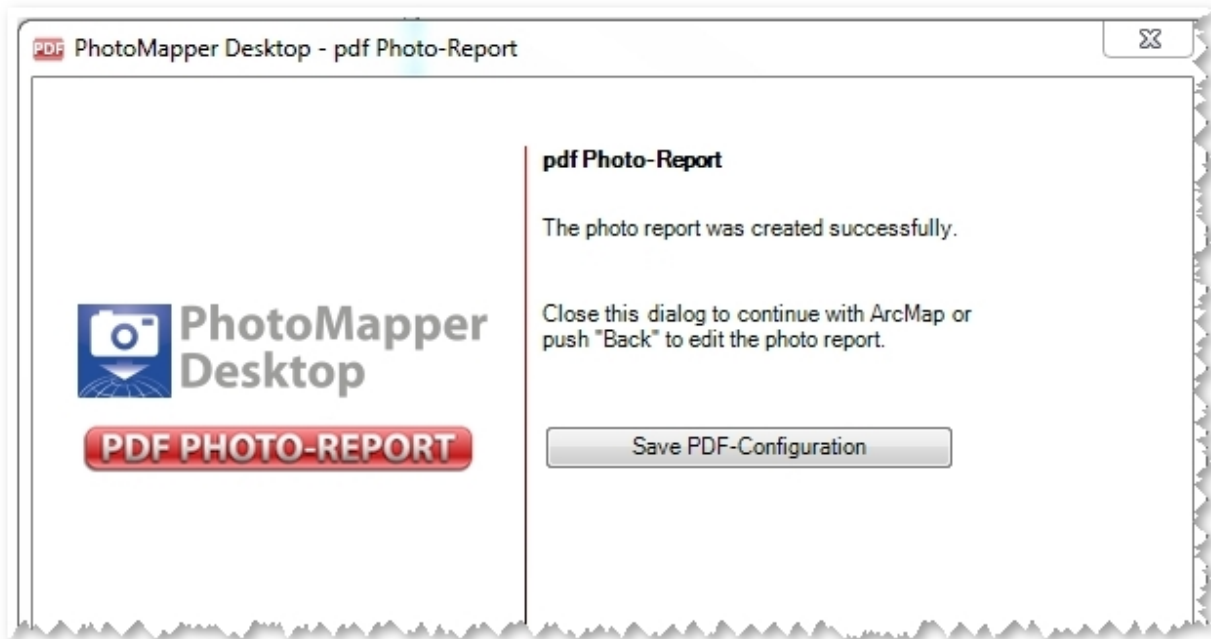 PDF PhotoMapper Desktop - pdf Photo-Report
pdf Photo-Report
The photo report was created successfully.
Close this dialog to continue with ArcMap or
push "Back" to edit the photo report.
PhotoMapper
Desktop
PDF PHOTO-REPORT
Save PDF-Configuration